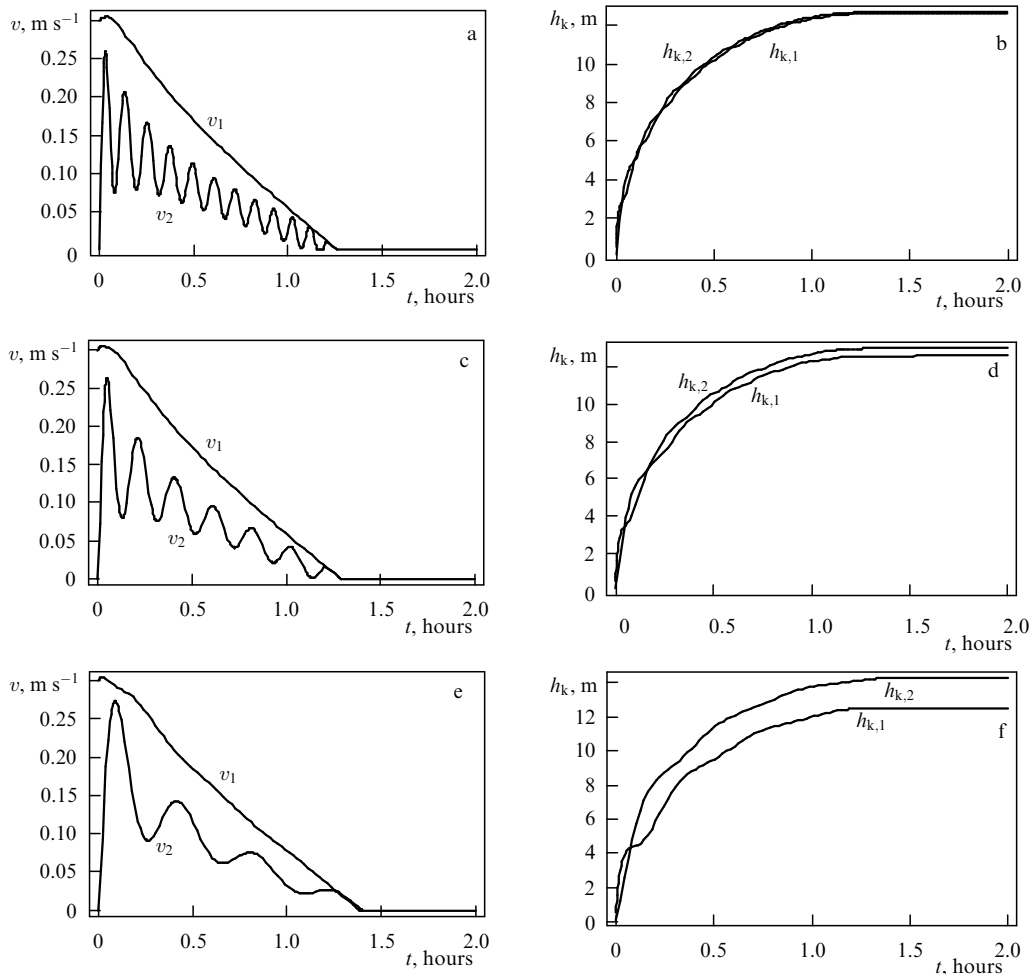 v, m s⁻¹
a
0.25
0.20
0.15
0.10
0.05
0
v₁
v₂
0
0.5
1.0
1.5
2.0
t, hours
hₖ, m
b
10
8
6
4
2
0
hₖ,₂
hₖ,₁
0
0.5
1.0
1.5
2.0
t, hours
v, m s⁻¹
c
0.25
0.20
0.15
0.10
0.05
0
v₁
v₂
0
0.5
1.0
1.5
2.0
t, hours
hₖ, m
d
10
8
6
4
2
0
hₖ,₂
hₖ,₁
0
0.5
1.0
1.5
2.0
t, hours
v, m s⁻¹
e
0.25
0.20
0.15
0.10
0.05
0
v₁
v₂
0
0.5
1.0
1.5
2.0
t, hours
hₖ, m
f
12
10
8
6
4
2
0
hₖ,₂
hₖ,₁
0
0.5
1.0
1.5
2.0
t, hours